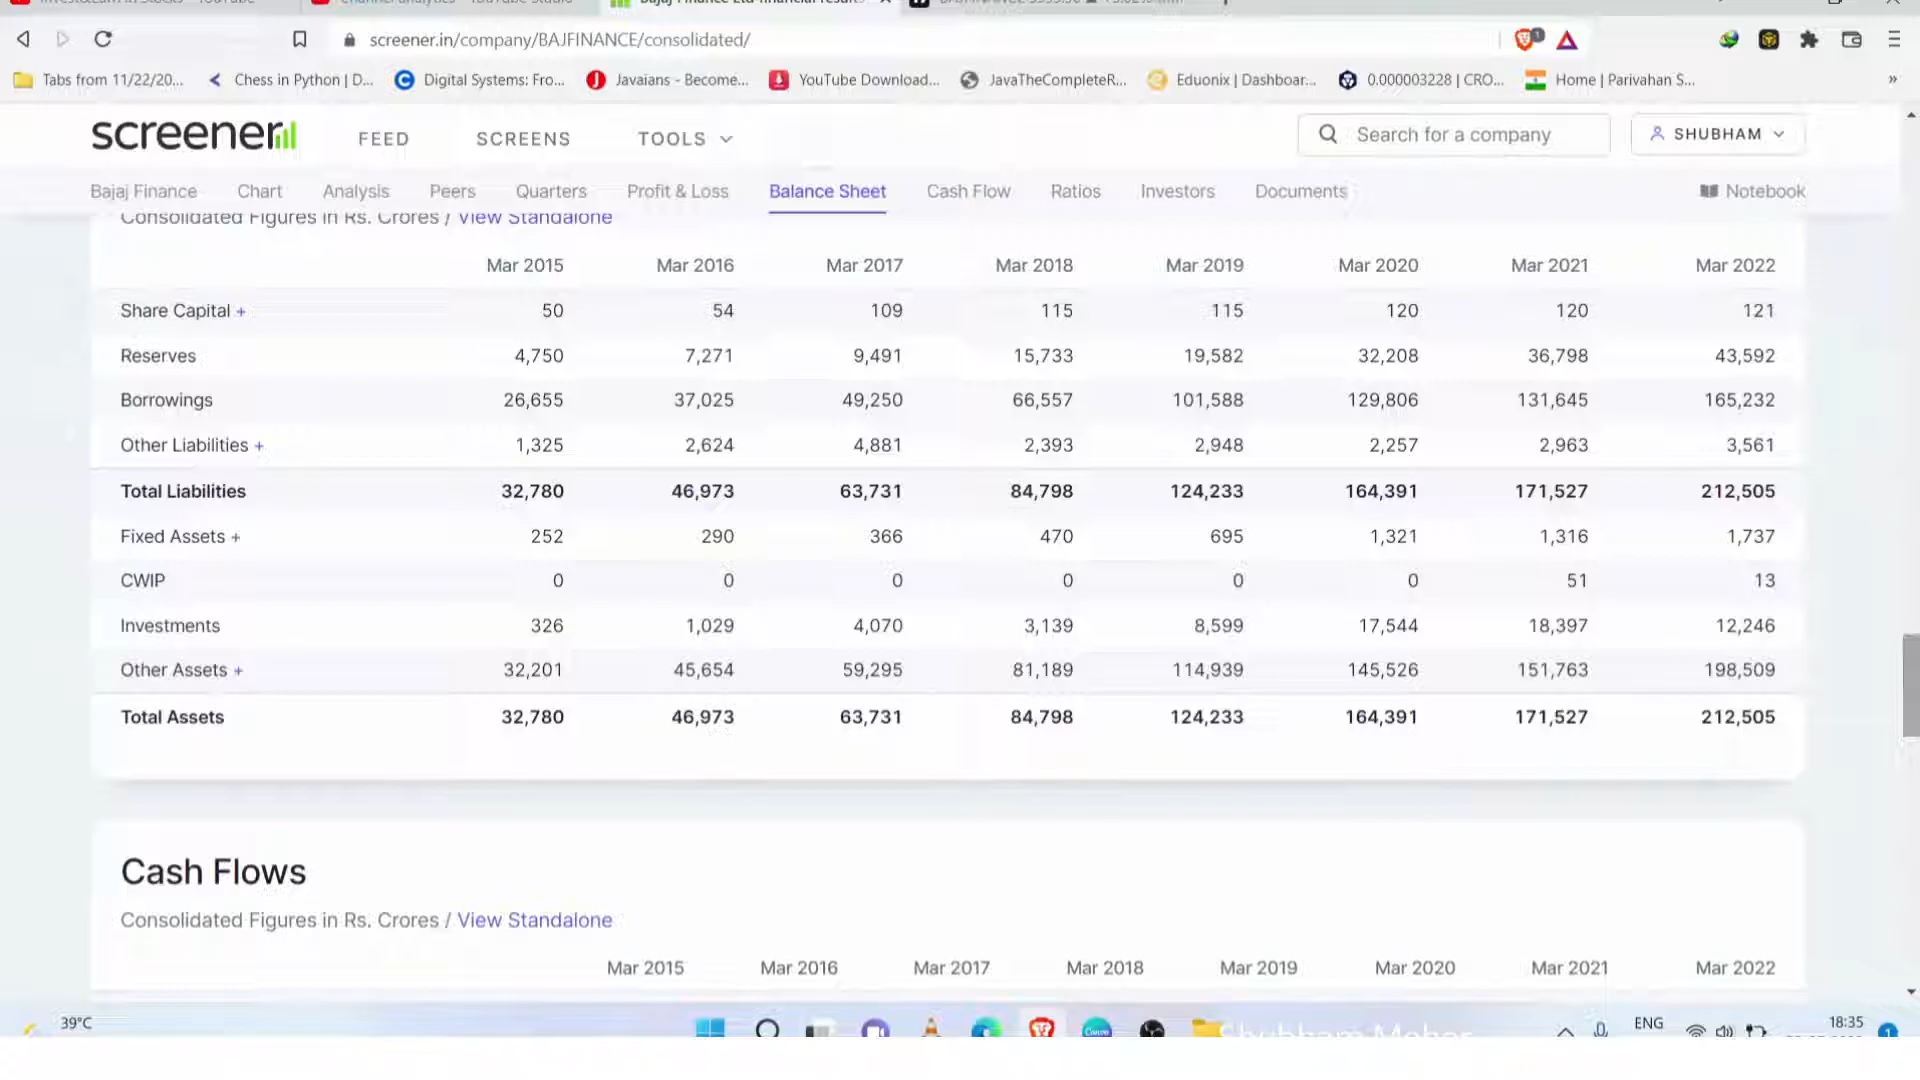 screener.in/company/BAJFINANCE/consolidated/
Tabs from 11/22/20... Chess in Python | D... Digital Systems: Fro... Javaians - Become... YouTube Download... JavaTheCompleteR... Eduonix | Dashboar... 0.000003228 | CRO... Home | Parivahan S... »
screener FEED SCREENS TOOLS Search for a company SHUBHAM
Bajaj Finance Chart Analysis Peers Quarters Profit & Loss Balance Sheet Cash Flow Ratios Investors Documents Notebook
Consolidated Figures in Rs. Crores / View Standalone
Mar 2015 Mar 2016 Mar 2017 Mar 2018 Mar 2019 Mar 2020 Mar 2021 Mar 2022
Share Capital + 50 54 109 115 115 120 120 121
Reserves 4,750 7,271 9,491 15,733 19,582 32,208 36,798 43,592
Borrowings 26,655 37,025 49,250 66,557 101,588 129,806 131,645 165,232
Other Liabilities + 1,325 2,624 4,881 2,393 2,948 2,257 2,963 3,561
Total Liabilities 32,780 46,973 63,731 84,798 124,233 164,391 171,527 212,505
Fixed Assets + 252 290 366 470 695 1,321 1,316 1,737
CWIP 0 0 0 0 0 0 51 13
Investments 326 1,029 4,070 3,139 8,599 17,544 18,397 12,246
Other Assets + 32,201 45,654 59,295 81,189 114,939 145,526 151,763 198,509
Total Assets 32,780 46,973 63,731 84,798 124,233 164,391 171,527 212,505
Cash Flows
Consolidated Figures in Rs. Crores / View Standalone
Mar 2015 Mar 2016 Mar 2017 Mar 2018 Mar 2019 Mar 2020 Mar 2021 Mar 2022
39°C Shubham Meher ENG 18:35